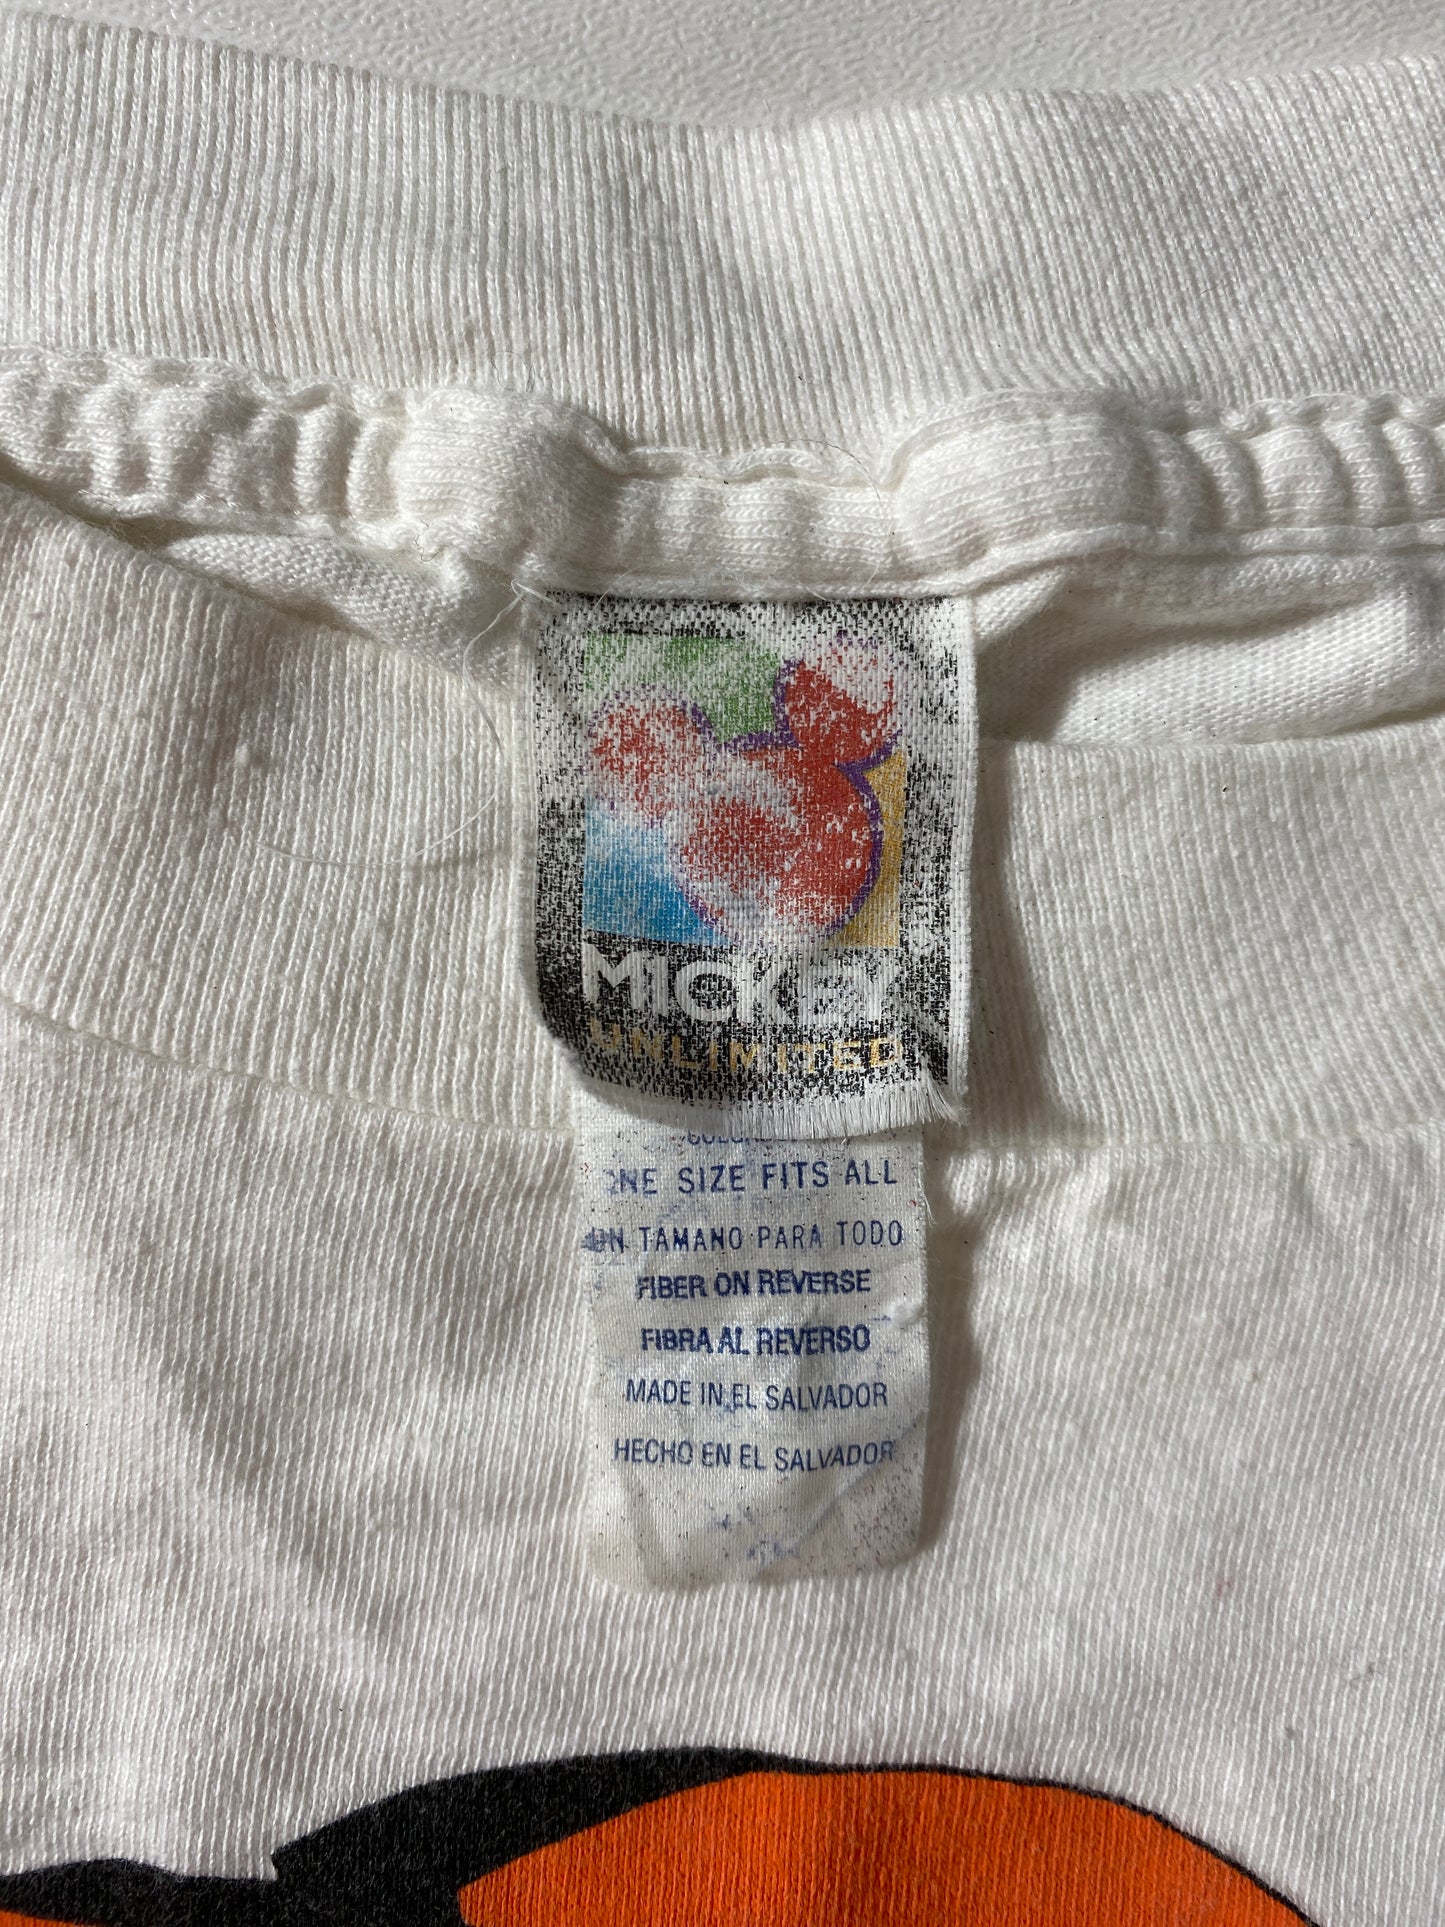 MICKEY
UNLIMITED
ONE SIZE FITS ALL
UN TAMANO PARA TODO
FIBER ON REVERSE
FIBRA AL REVERSO
MADE IN EL SALVADOR
HECHO EN EL SALVADOR